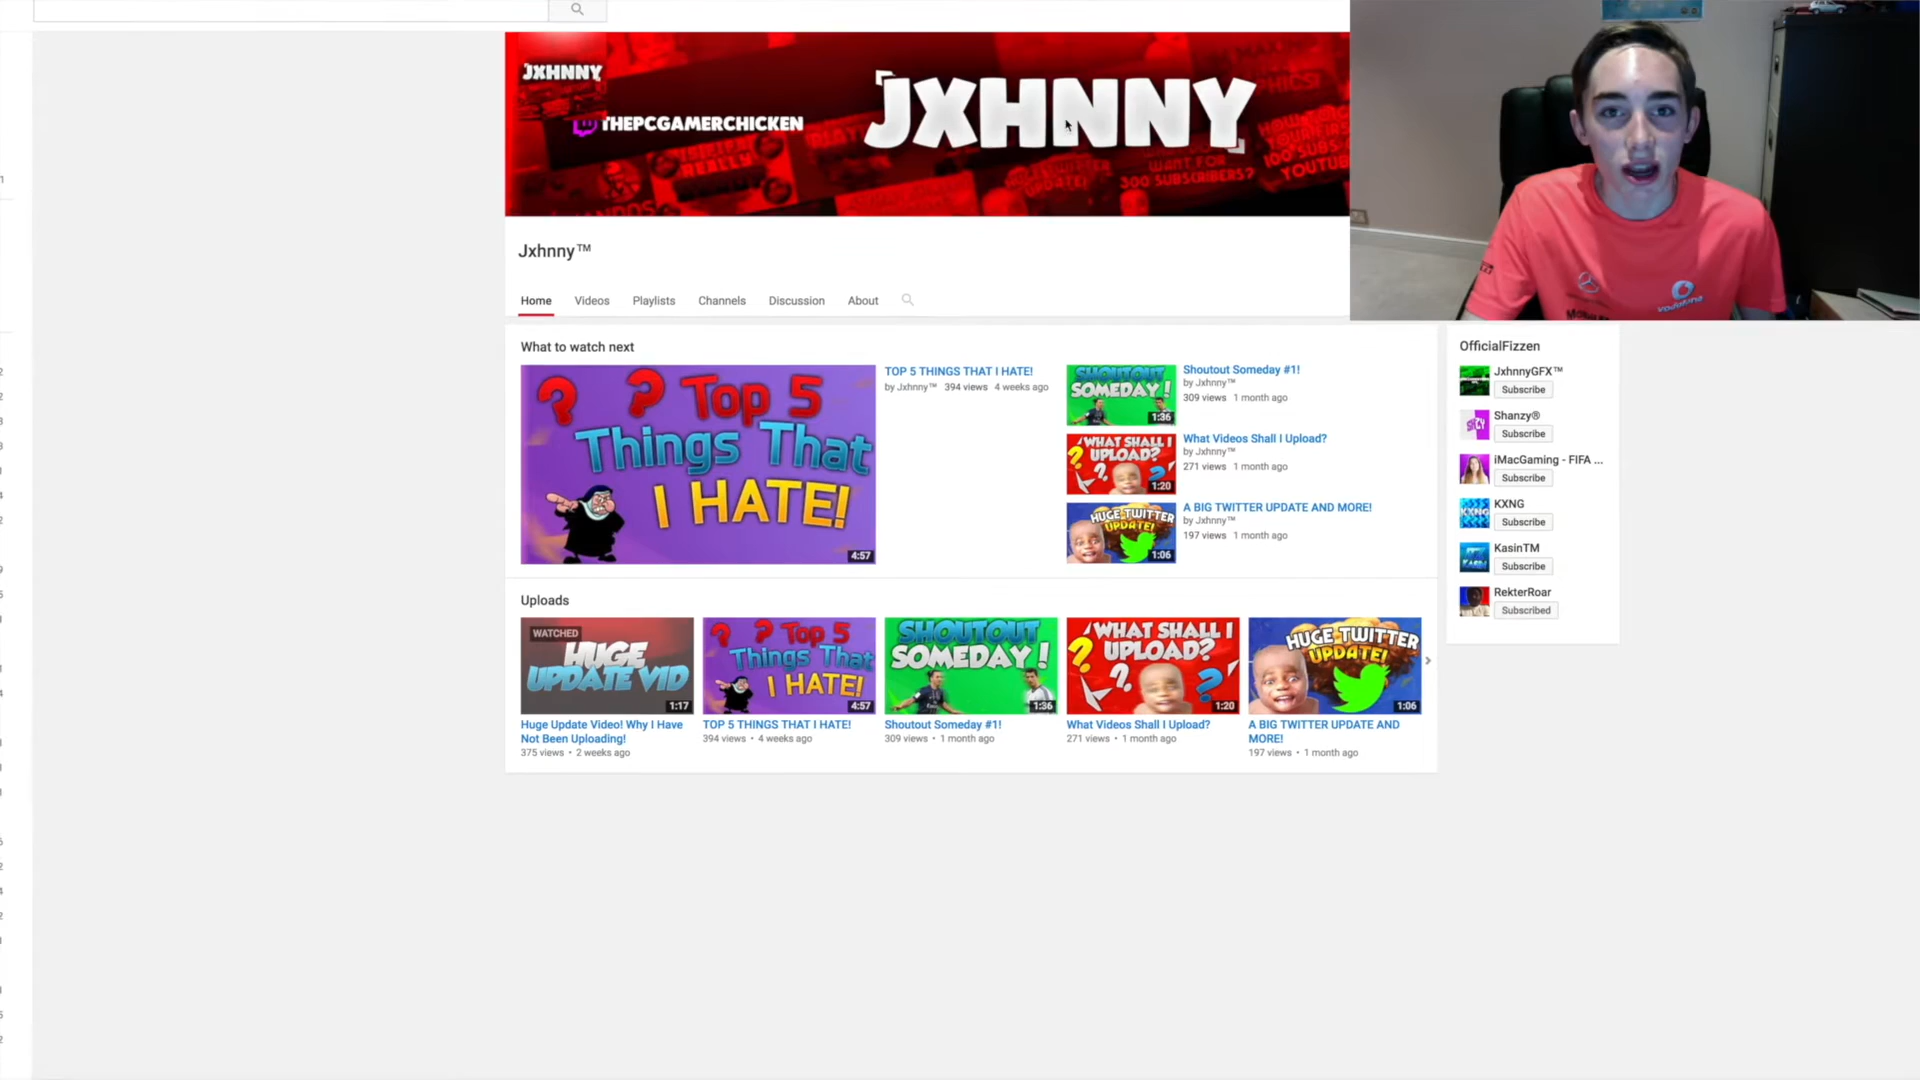 JXHNNY
THEPCGAMERCHICKEN
JXHNNY
WANT FOR
300 SUBSCRIBERS?
100 SUBS
Jxhnny™
Home Videos Playlists Channels Discussion About
What to watch next
? ? Top 5
Things That
I HATE!
4:57
TOP 5 THINGS THAT I HATE!
by Jxhnny™ 394 views 4 weeks ago
SHOUTOUT
SOMEDAY!
1:36
Shoutout Someday #1!
by Jxhnny™
309 views 1 month ago
WHAT SHALL I
UPLOAD?
1:20
What Videos Shall I Upload?
by Jxhnny™
271 views 1 month ago
HUGE TWITTER
UPDATE!
1:06
A BIG TWITTER UPDATE AND MORE!
by Jxhnny™
197 views 1 month ago
Uploads
WATCHED
HUGE
UPDATE VID
1:17
Huge Update Video! Why I Have
Not Been Uploading!
375 views • 2 weeks ago
? ? Top 5
Things That
I HATE!
4:57
TOP 5 THINGS THAT I HATE!
394 views • 4 weeks ago
SHOUTOUT
SOMEDAY!
1:36
Shoutout Someday #1!
309 views • 1 month ago
WHAT SHALL I
UPLOAD?
1:20
What Videos Shall I Upload?
271 views • 1 month ago
HUGE TWITTER
UPDATE!
1:06
A BIG TWITTER UPDATE AND
MORE!
197 views • 1 month ago
OfficialFizzen
JxhnnyGFX™
Subscribe
Shanzy®
Subscribe
iMacGaming - FIFA ...
Subscribe
KXNG
KXNG
Subscribe
KasinTM
Subscribe
RekterRoar
Subscribed
vodafone